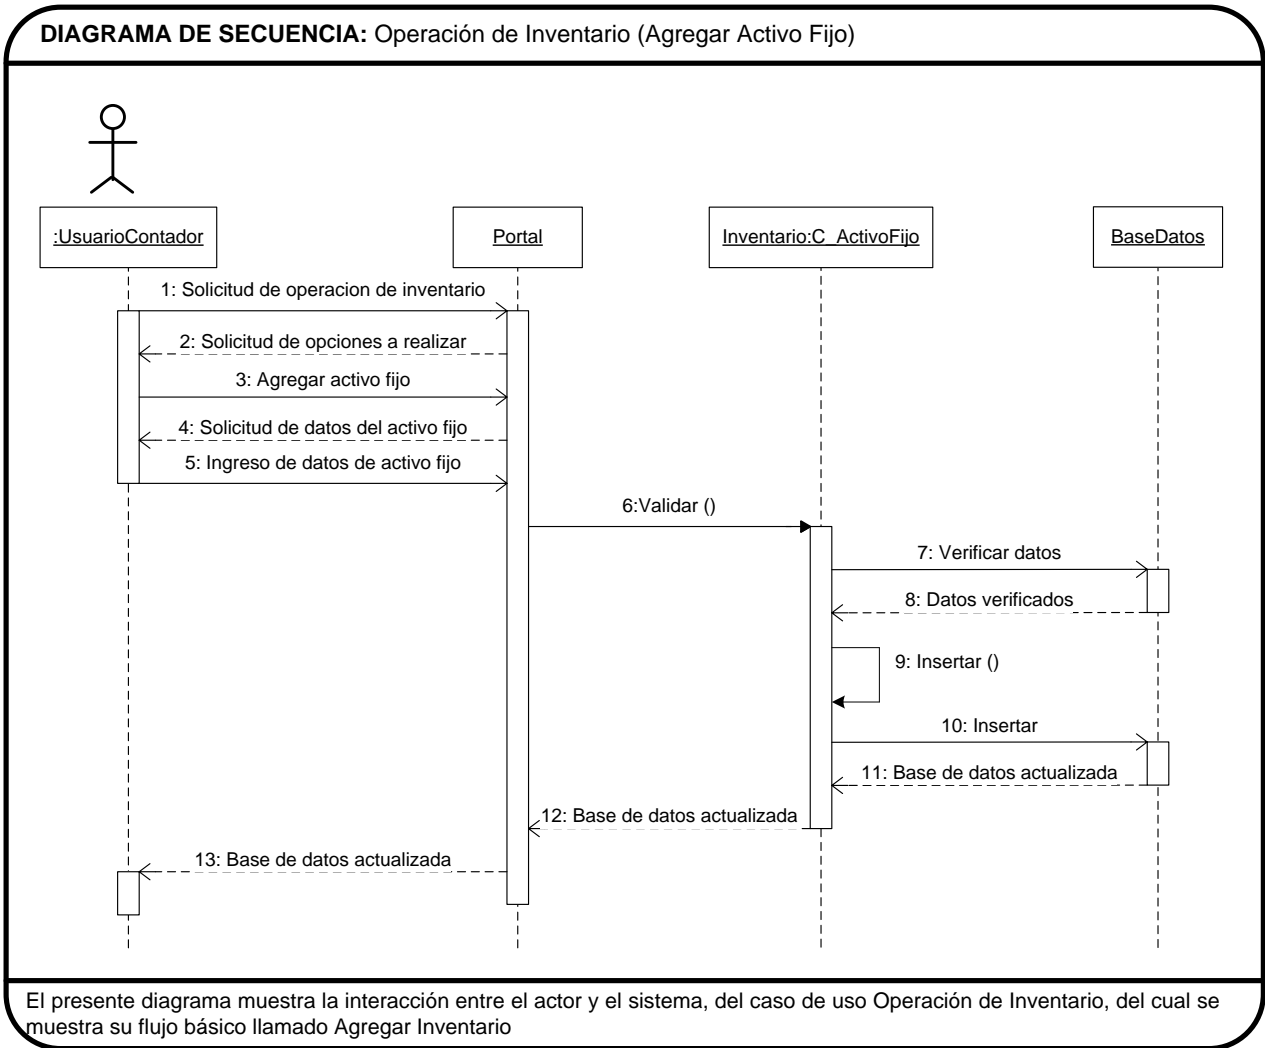 DIAGRAMA DE SECUENCIA: Operación de Inventario (Agregar Activo Fijo)
:UsuarioContador
Portal
Inventario:C_ActivoFijo
BaseDatos
1: Solicitud de operacion de inventario
2: Solicitud de opciones a realizar
3: Agregar activo fijo
4: Solicitud de datos del activo fijo
5: Ingreso de datos de activo fijo
6:Validar ()
7: Verificar datos
8: Datos verificados
9: Insertar ()
10: Insertar
11: Base de datos actualizada
12: Base de datos actualizada
13: Base de datos actualizada
El presente diagrama muestra la interacción entre el actor y el sistema, del caso de uso Operación de Inventario, del cual se
muestra su flujo básico llamado Agregar Inventario